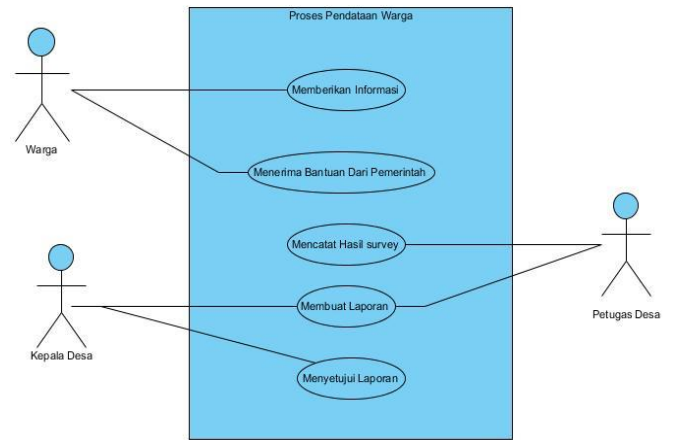 Proses Pendataan Warga
Memberikan Informasi
Warga
Menerima Bantuan Dari Pemerintah
Mencatat Hasil survey
Membuat Laporan
Petugas Desa
Kepala Desa
Menyetujui Laporan